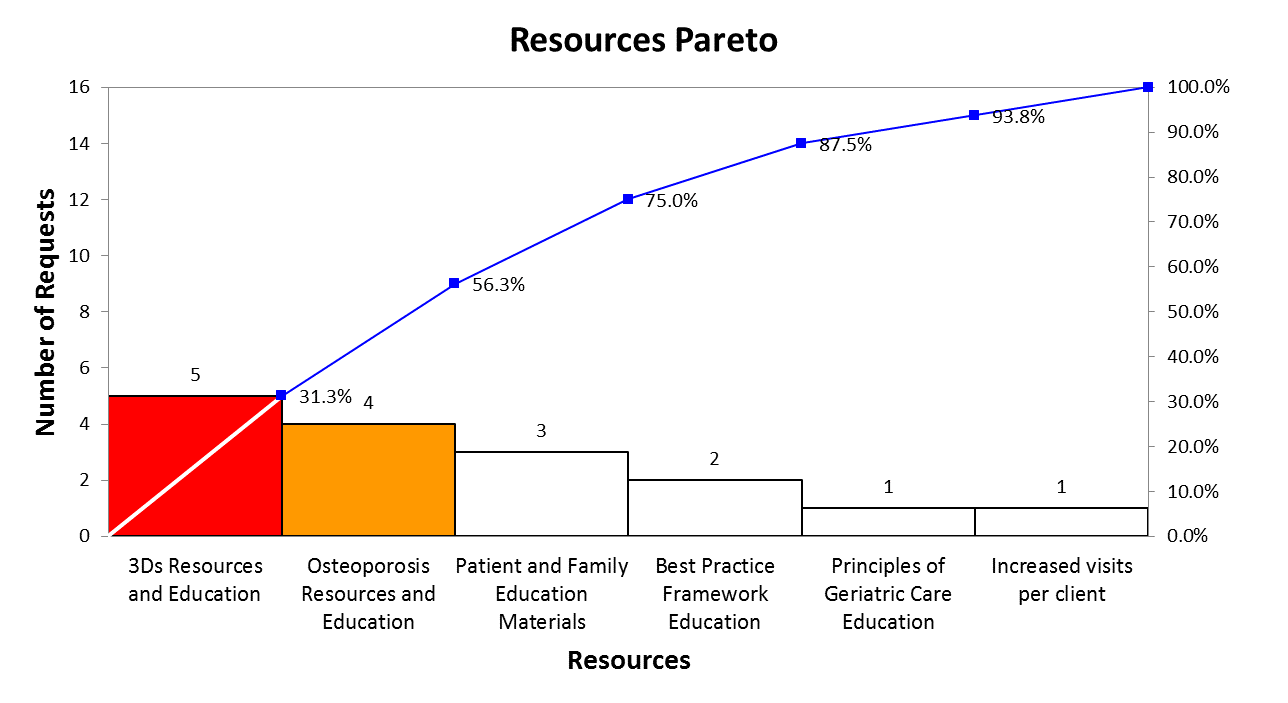 Resources Pareto
Number of Requests
16
14
12
10
8
6
4
2
0
100.0%
90.0%
80.0%
70.0%
60.0%
50.0%
40.0%
30.0%
20.0%
10.0%
0.0%
5
4
3
2
1
1
31.3%
56.3%
75.0%
87.5%
93.8%
3Ds Resources
and Education
Osteoporosis
Resources and
Education
Patient and Family
Education
Materials
Best Practice
Framework
Education
Principles of
Geriatric Care
Education
Increased visits
per client
Resources